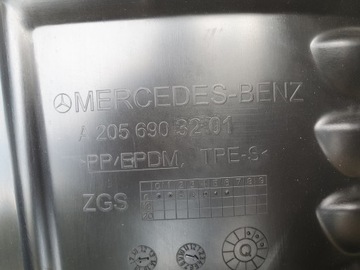 MERCEDES-BENZ
A 205 690 32 01
>PP/EPDM, TPE-S<
ZGS
Q